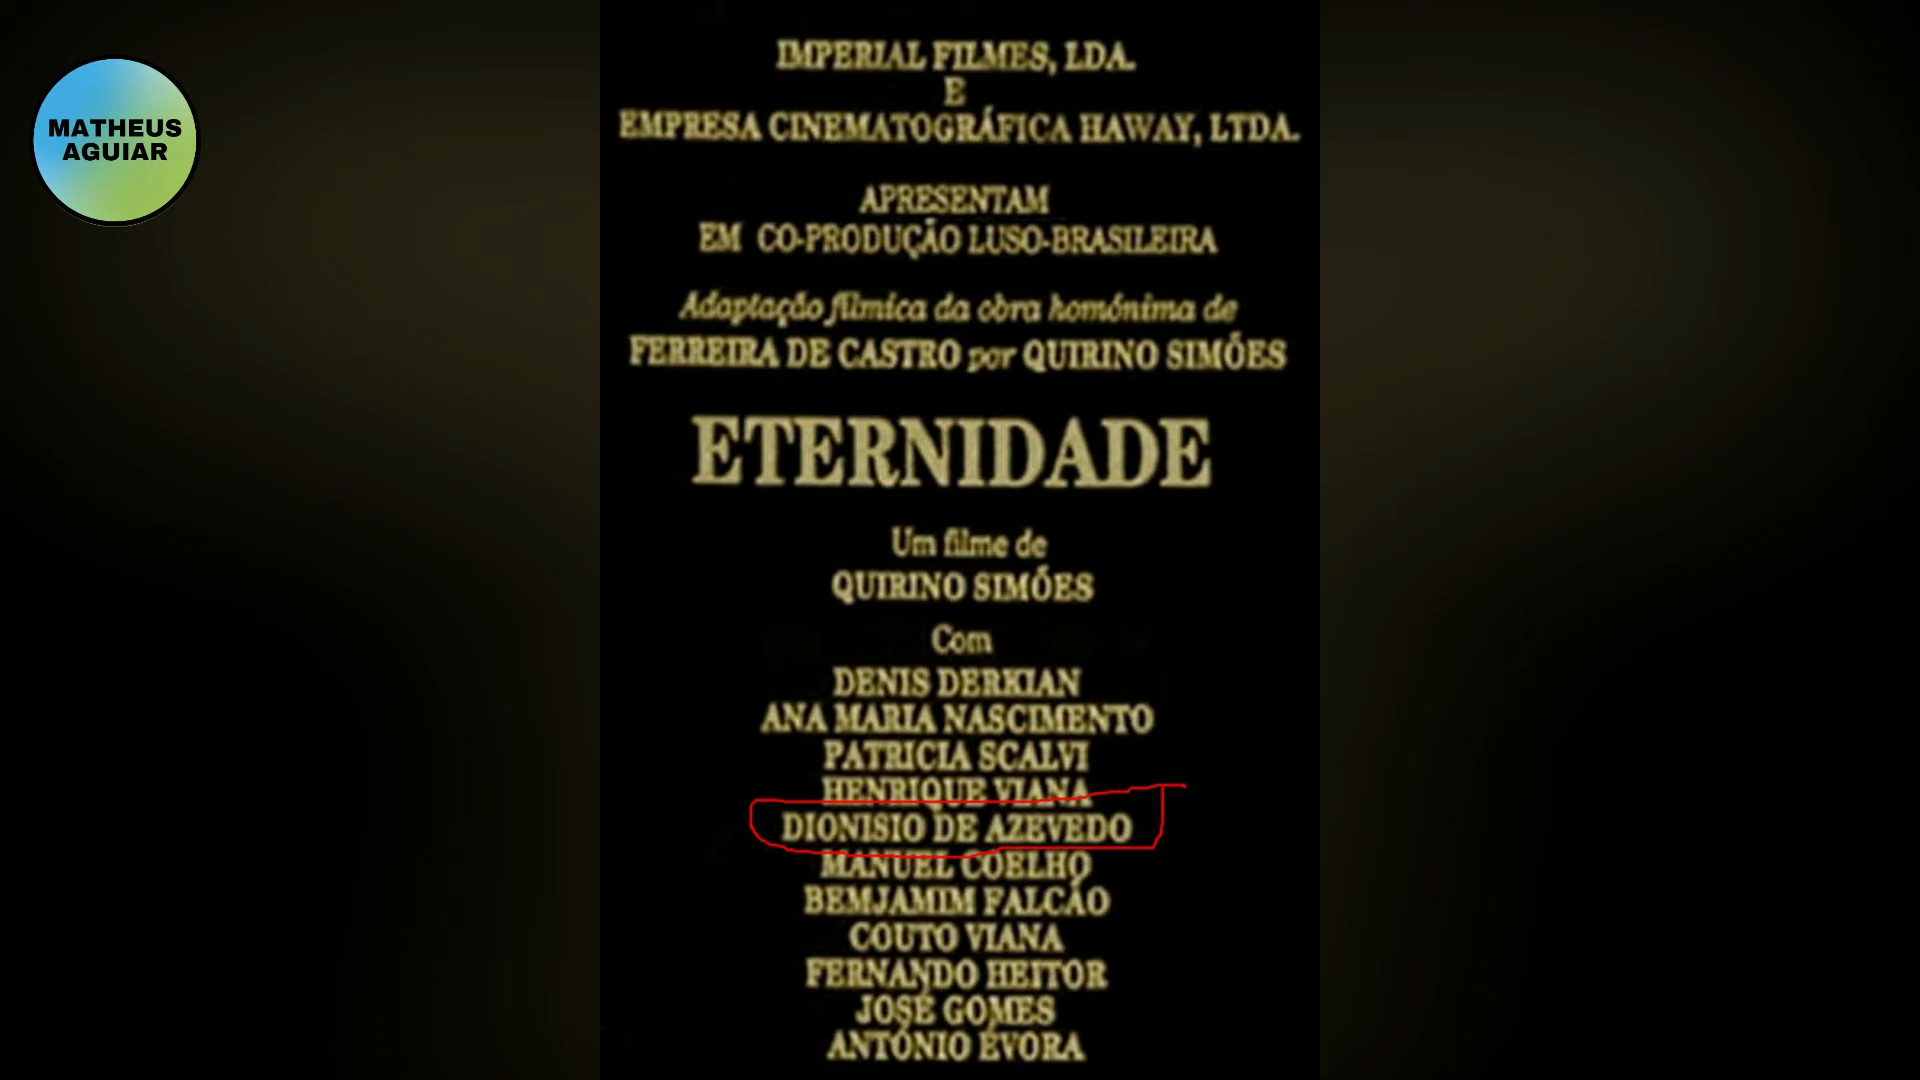 MATHEUS
AGUIAR
IMPERIAL FILMES, LDA.
E
EMPRESA CINEMATOGRÁFICA HAWAY, LTDA.
APRESENTAM
EM CO-PRODUÇÃO LUSO-BRASILEIRA
Adaptação fílmica da obra homónima de
FERREIRA DE CASTRO por QUIRINO SIMÕES
ETERNIDADE
Um filme de
QUIRINO SIMÕES
Com
DENIS DERKIAN
ANA MARIA NASCIMENTO
PATRICIA SCALVI
HENRIQUE VIANA
DIONISIO DE AZEVEDO
MANUEL COELHO
BEMJAMIM FALCÃO
COUTO VIANA
FERNANDO HEITOR
JOSÉ GOMES
ANTÓNIO ÉVORA